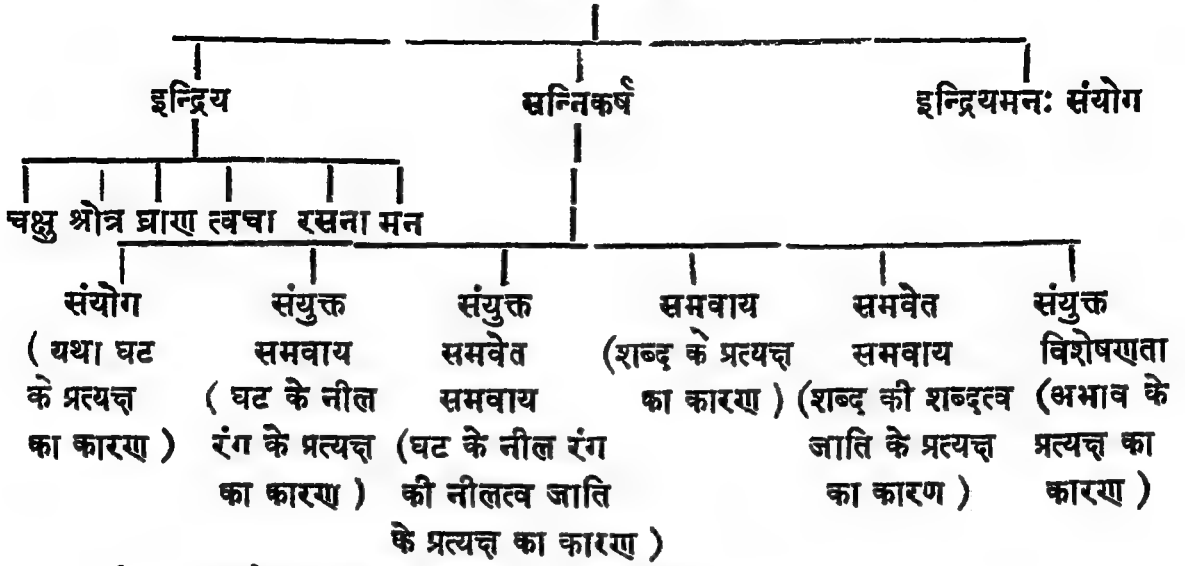 इन्द्रिय सन्निकर्ष इन्द्रियमनः संयोग
चक्षु श्रोत्र घ्राण त्वचा रसना मन
संयोग संयुक्त संयुक्त समवाय समवेत संयुक्त
( यथा घट समवाय समवेत (शब्द के प्रत्यक्ष समवाय विशेषणता
के प्रत्यक्ष ( घट के नील समवाय का कारण ) (शब्द की शब्दत्व (अभाव के
का कारण ) रंग के प्रत्यक्ष (घट के नील रंग जाति के प्रत्यक्ष प्रत्यक्ष का
का कारण ) की नीलत्व जाति का कारण ) कारण )
के प्रत्यक्ष का कारण )